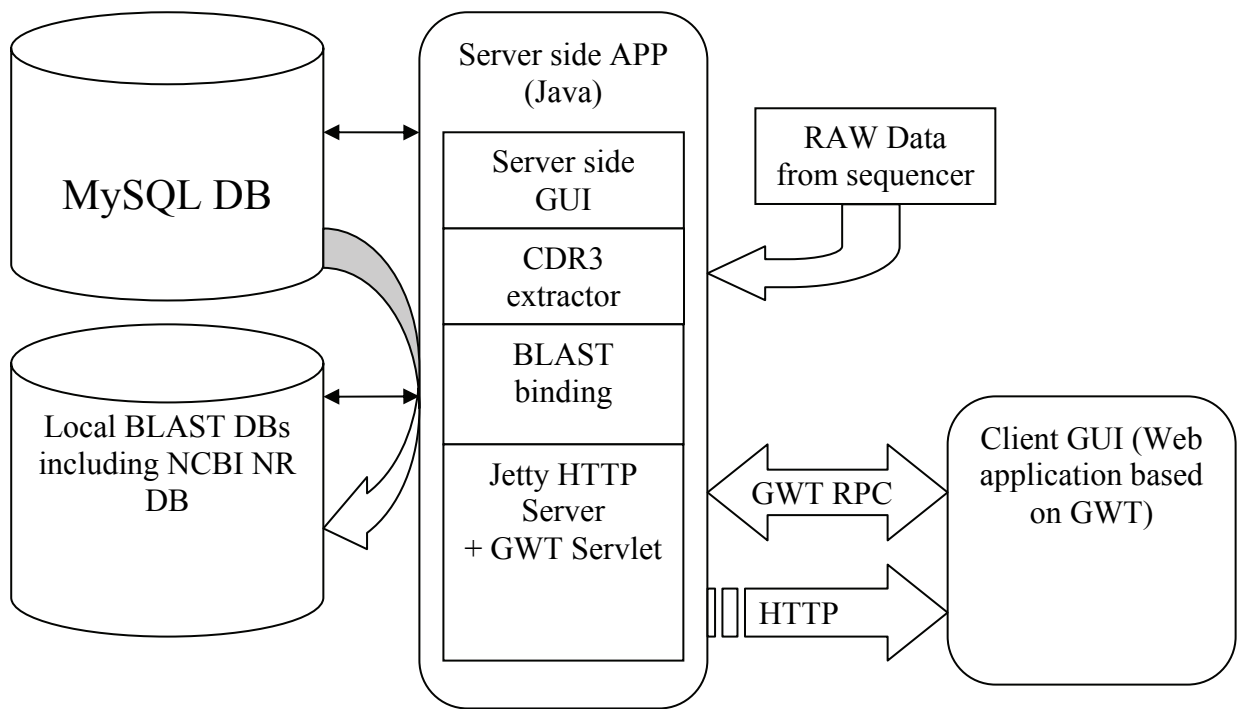 MySQL DB
Local BLAST DBs
including NCBI NR
DB
Server side APP
(Java)
Server side
GUI
CDR3
extractor
BLAST
binding
Jetty HTTP
Server
+ GWT Servlet
RAW Data
from sequencer
GWT RPC
HTTP
Client GUI (Web
application based
on GWT)